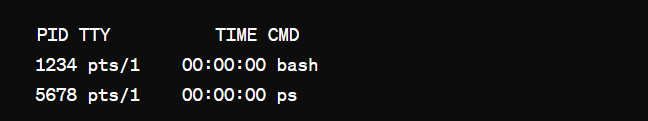 PID TTY          TIME CMD
1234 pts/1    00:00:00 bash
5678 pts/1    00:00:00 ps